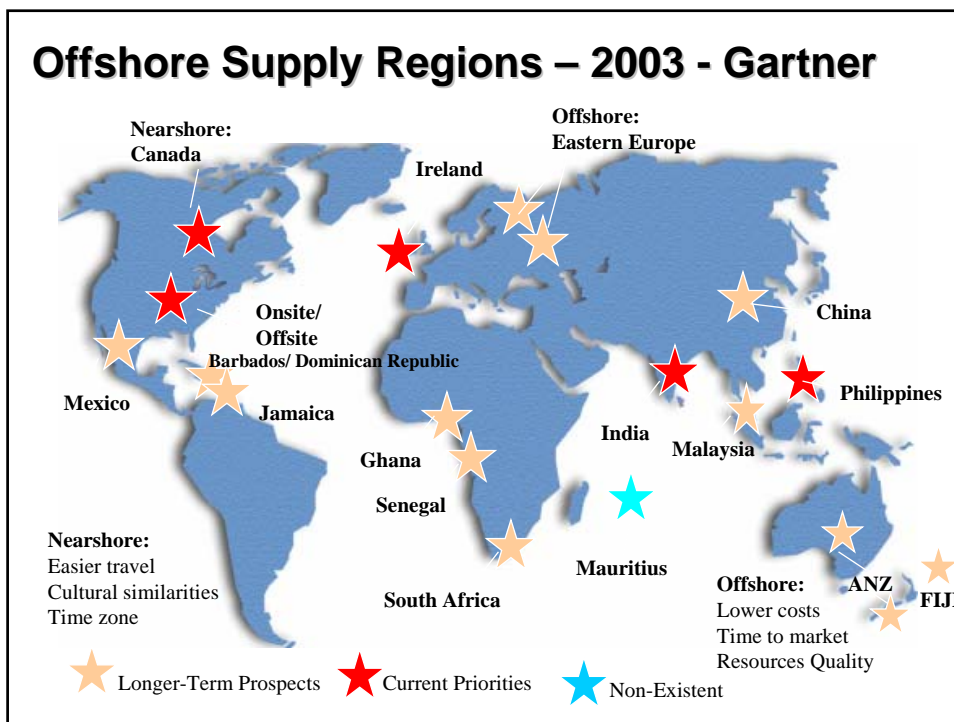 Offshore Supply Regions – 2003 - Gartner
Nearshore:
Canada
Ireland
Offshore:
Eastern Europe
Onsite/
Offsite
Barbados/ Dominican Republic
Mexico
Jamaica
China
Philippines
India
Malaysia
Ghana
Senegal
Mauritius
South Africa
Nearshore:
Easier travel
Cultural similarities
Time zone
Offshore:
Lower costs
Time to market
Resources Quality
ANZ
FIJI
Longer-Term Prospects
Current Priorities
Non-Existent